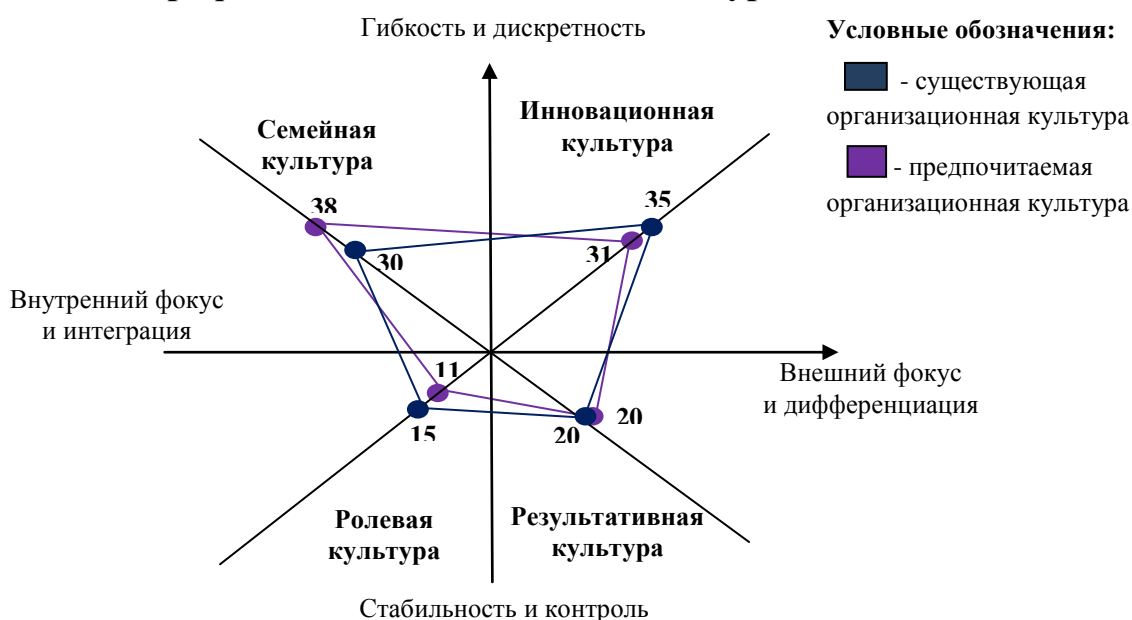 Гибкость и дискретность
Условные обозначения:
- существующая
организационная культура
- предпочитаемая
организационная культура
Семейная
культура
Инновационная
культура
38
35
30
31
Внутренний фокус
и интеграция
Внешний фокус
и дифференциация
11
15
20
20
Ролевая
культура
Результативная
культура
Стабильность и контроль